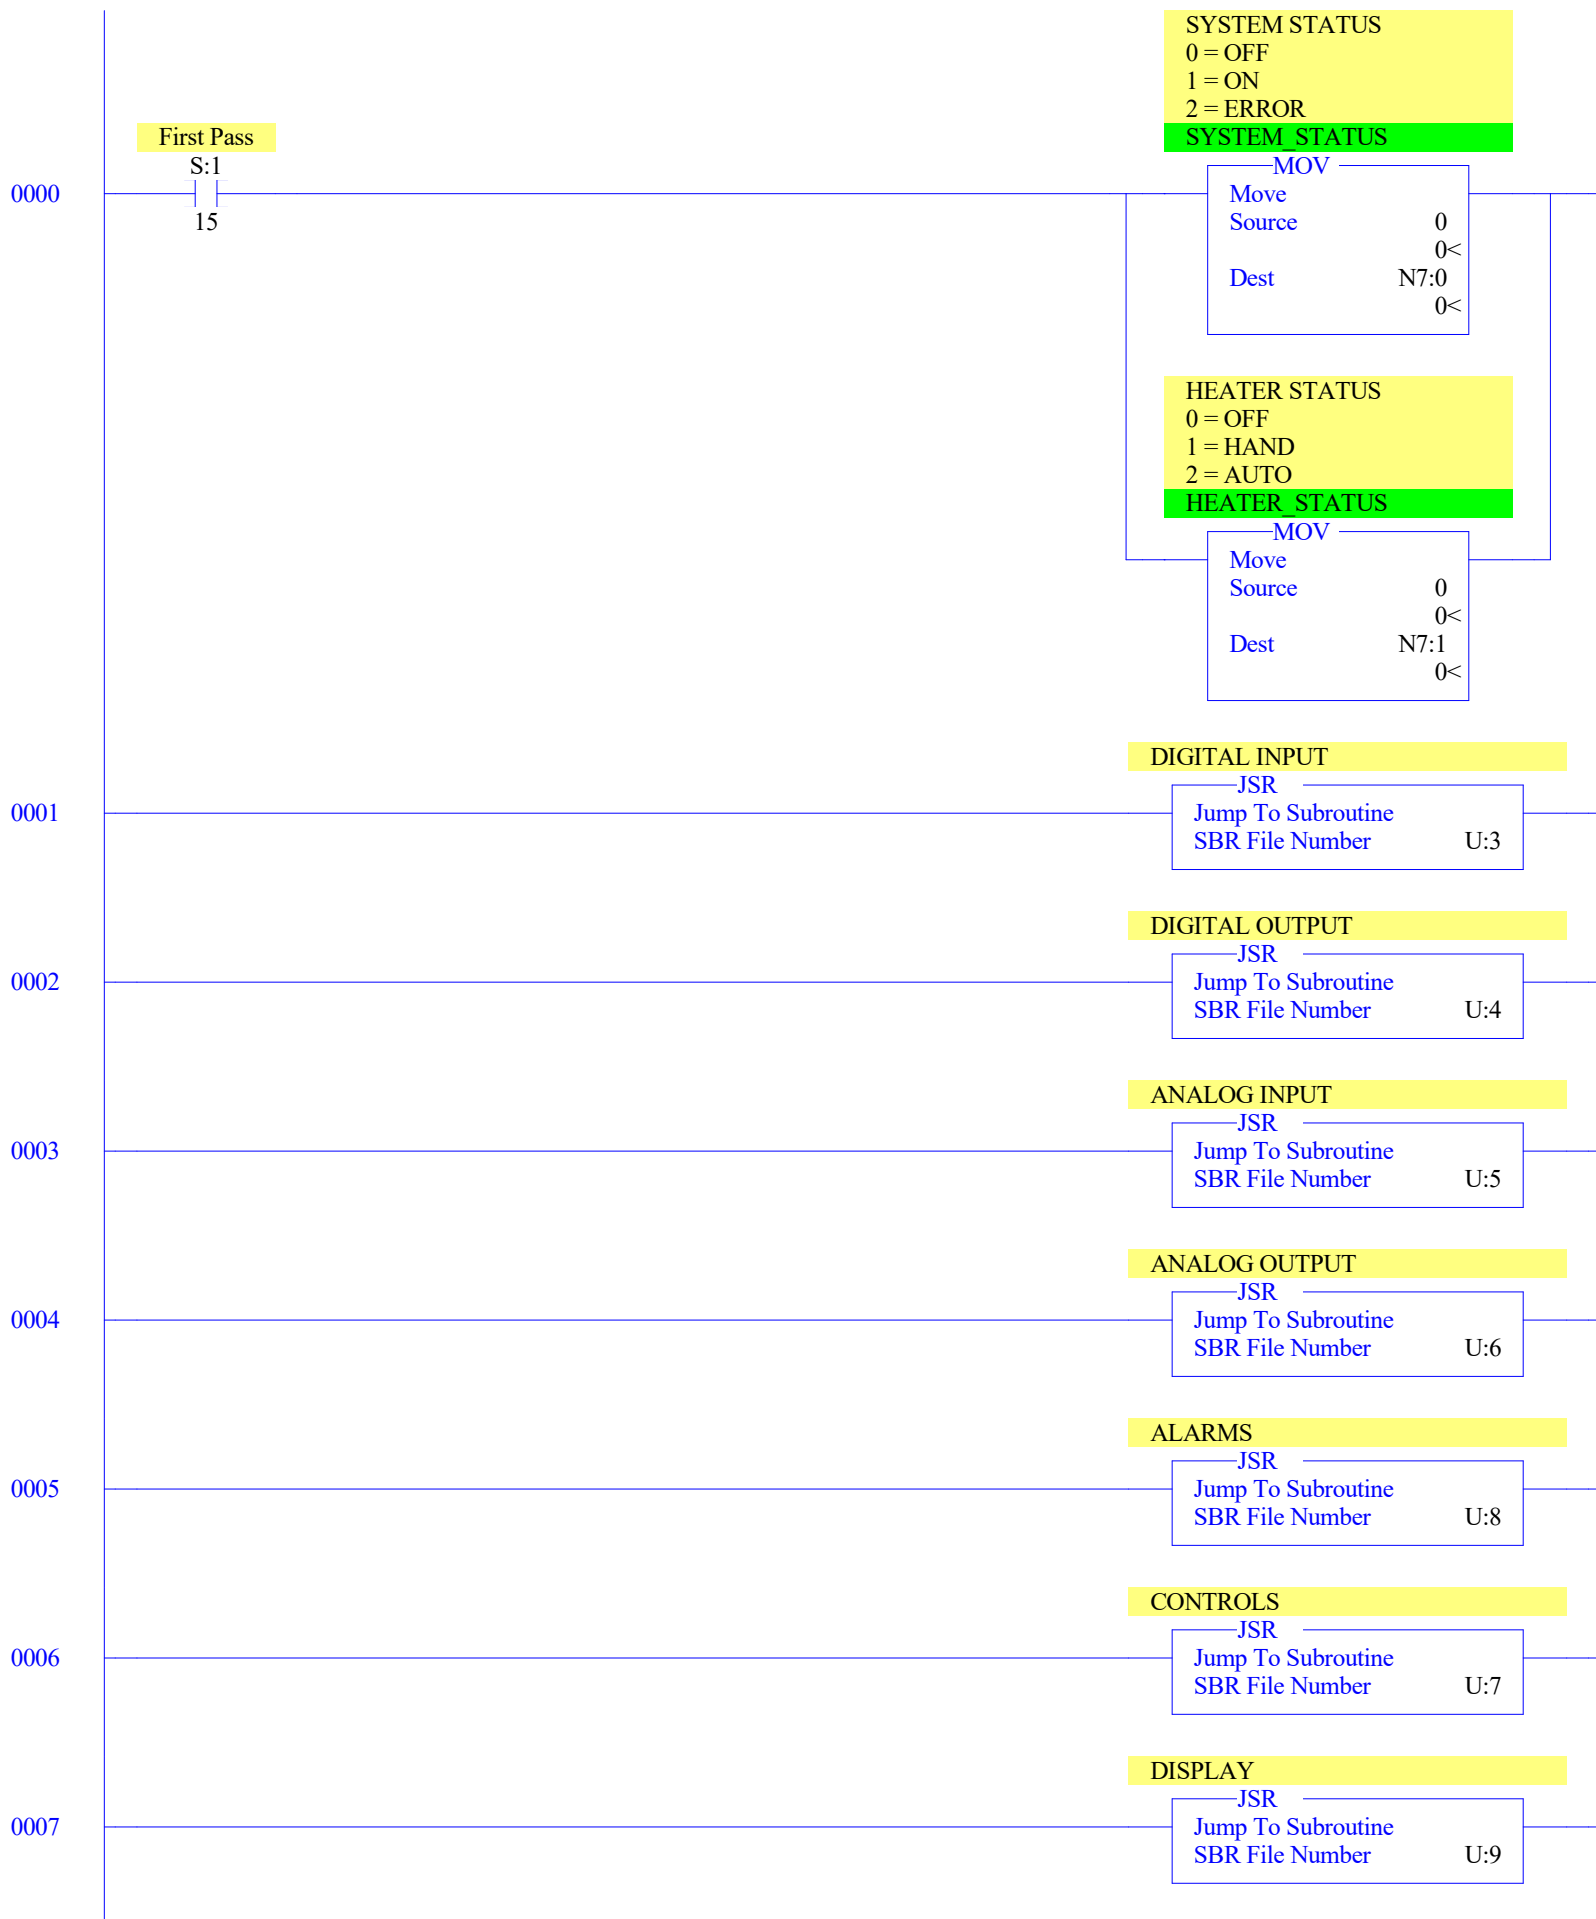 SYSTEM STATUS
0 = OFF
1 = ON
2 = ERROR
SYSTEM_STATUS
First Pass
S:1
15
0000
MOV
Move
Source 0
0<
Dest N7:0
0<
HEATER STATUS
0 = OFF
1 = HAND
2 = AUTO
HEATER_STATUS
MOV
Move
Source 0
0<
Dest N7:1
0<
DIGITAL INPUT
JSR
0001 Jump To Subroutine
SBR File Number U:3
DIGITAL OUTPUT
JSR
0002 Jump To Subroutine
SBR File Number U:4
ANALOG INPUT
JSR
0003 Jump To Subroutine
SBR File Number U:5
ANALOG OUTPUT
JSR
0004 Jump To Subroutine
SBR File Number U:6
ALARMS
JSR
0005 Jump To Subroutine
SBR File Number U:8
CONTROLS
JSR
0006 Jump To Subroutine
SBR File Number U:7
DISPLAY
JSR
0007 Jump To Subroutine
SBR File Number U:9